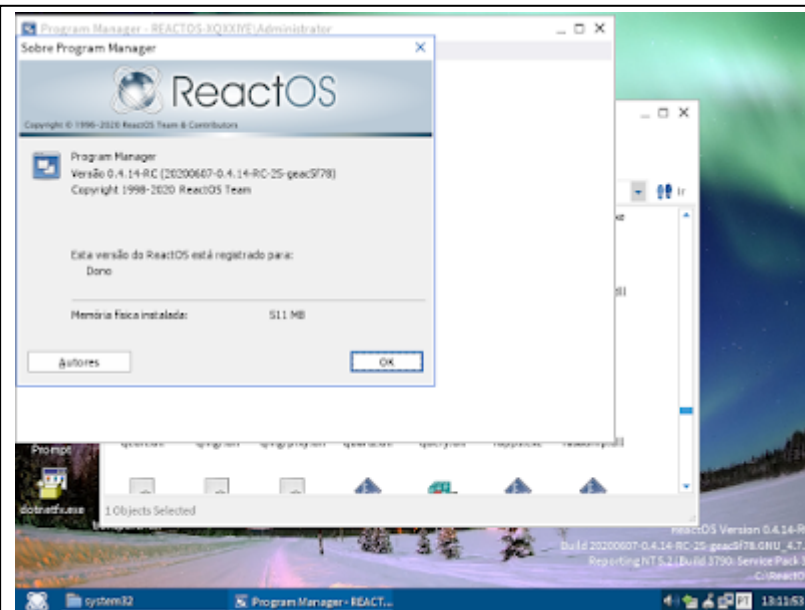 Program Manager - REACTOS-XQXXIYE\Administrator
Sobre Program Manager
ReactOS
Copyright © 1996-2020 ReactOS Team & Contributors
Program Manager
Versão 0.4.14-RC (20200607-0.4.14-RC-25-geac5f78)
Copyright 1998-2020 ReactOS Team
Esta versão do ReactOS está registrado para:
Dono
Memória física instalada:
511 MB
Autores
OK
Ir
Prompt
dotnetfx.exe
1 Objects Selected
ReactOS Version 0.4.14-R
Build 20200607-0.4.14-RC-25-geac5f78.GNU_4.7.
Reporting NT 5.2 (Build 3790: Service Pack
C:\ReactO
system32
Program Manager - REACT...
PT
13:11:53